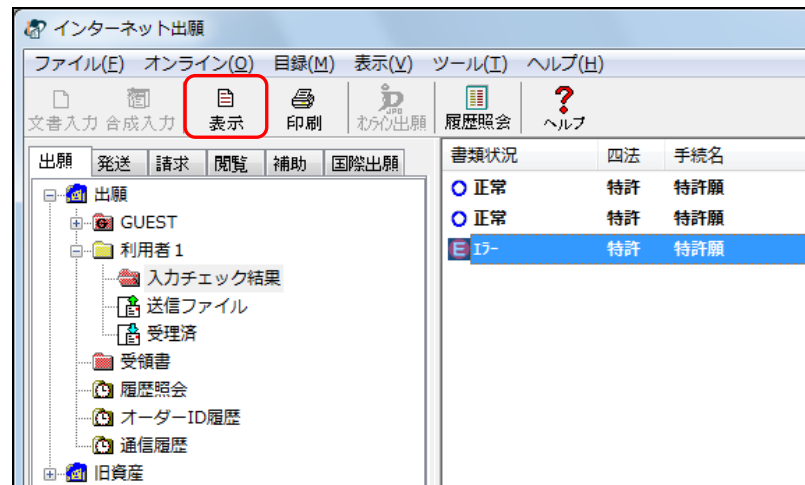 インターネット出願
ファイル(F) オンライン(O) 目録(M) 表示(V) ツール(T) ヘルプ(H)
文書入力 合成入力 表示 印刷 ｵﾝﾗｲﾝ出願 履歴照会 ヘルプ
出願 発送 請求 閲覧 補助 国際出願
書類状況 四法 手続名
出願
正常 特許 特許願
GUEST
正常 特許 特許願
利用者1
ｴﾗｰ 特許 特許願
入力チェック結果
送信ファイル
受理済
受領書
履歴照会
オーダーID履歴
通信履歴
旧資産